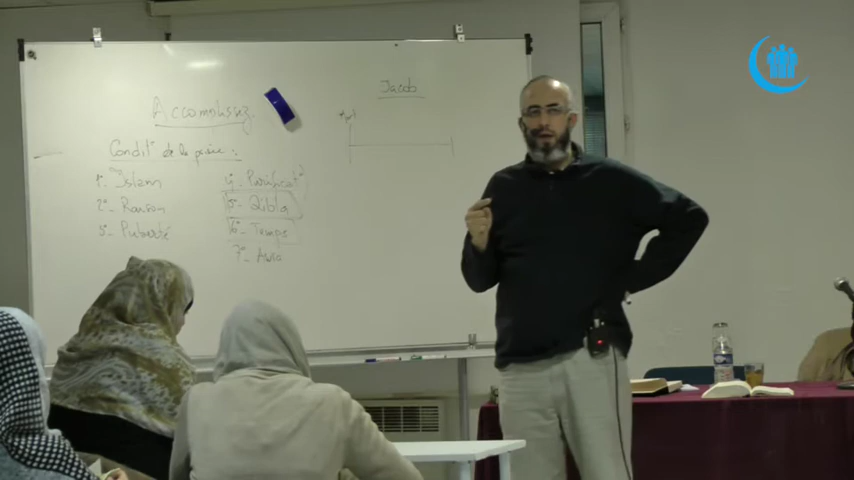 Jacob
Condit° de la prière :
1°. Islam
2°. Raison
3°. Puberté
4°. Purificat°
5°. Qibla
6°. Temps
7°. Awra